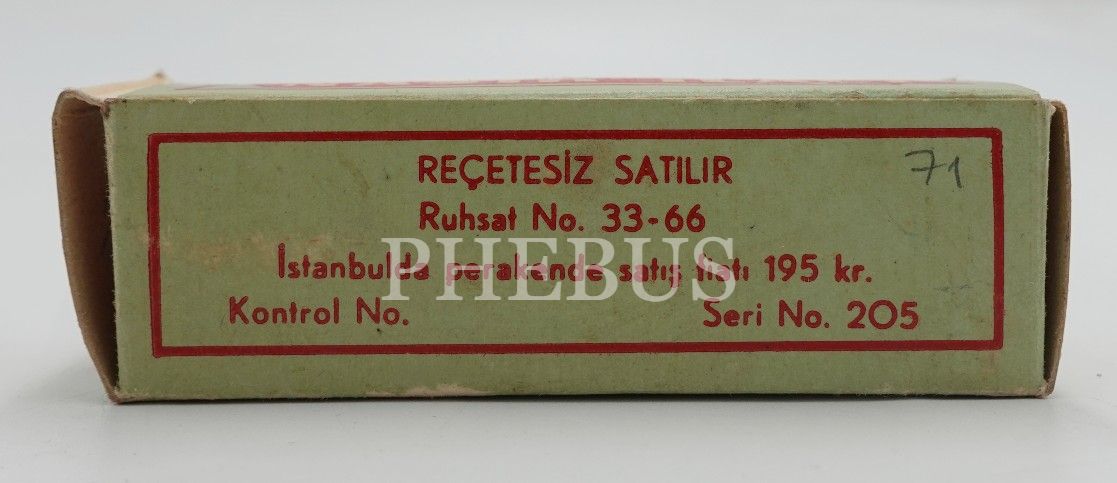 REÇETESİZ SATILIR
71
Ruhsat No. 33-66
İstanbulda perakende satış fiatı 195 kr.
PHEBUS
Kontrol No. Seri No. 205